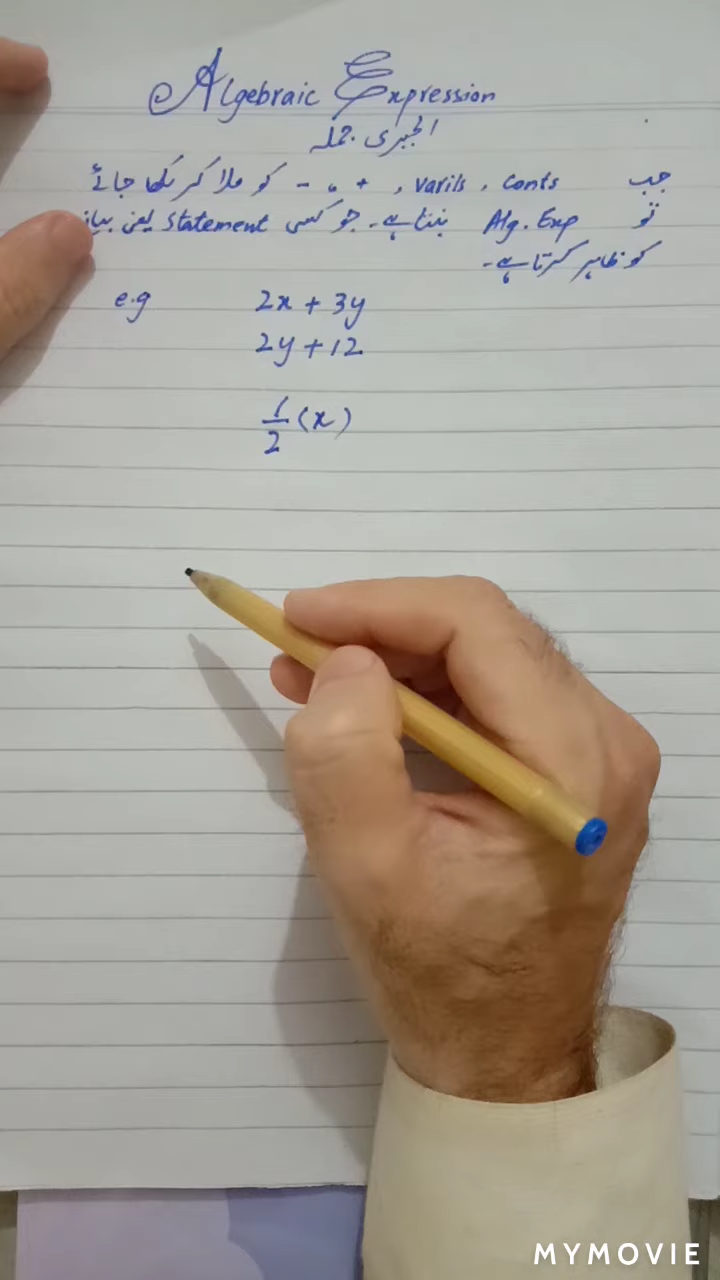 Algebraic Expression
الجبری جملہ
جب Conts , Varils , + ، - کو ملا کر لکھا جائے
تو Alg. Exp بنتا ہے۔ جو کسی Statement یعنی بیان
کو ظاہر کرتا ہے۔
e.g 2x + 3y
2y + 12
1/2 (x)
MYMOVIE